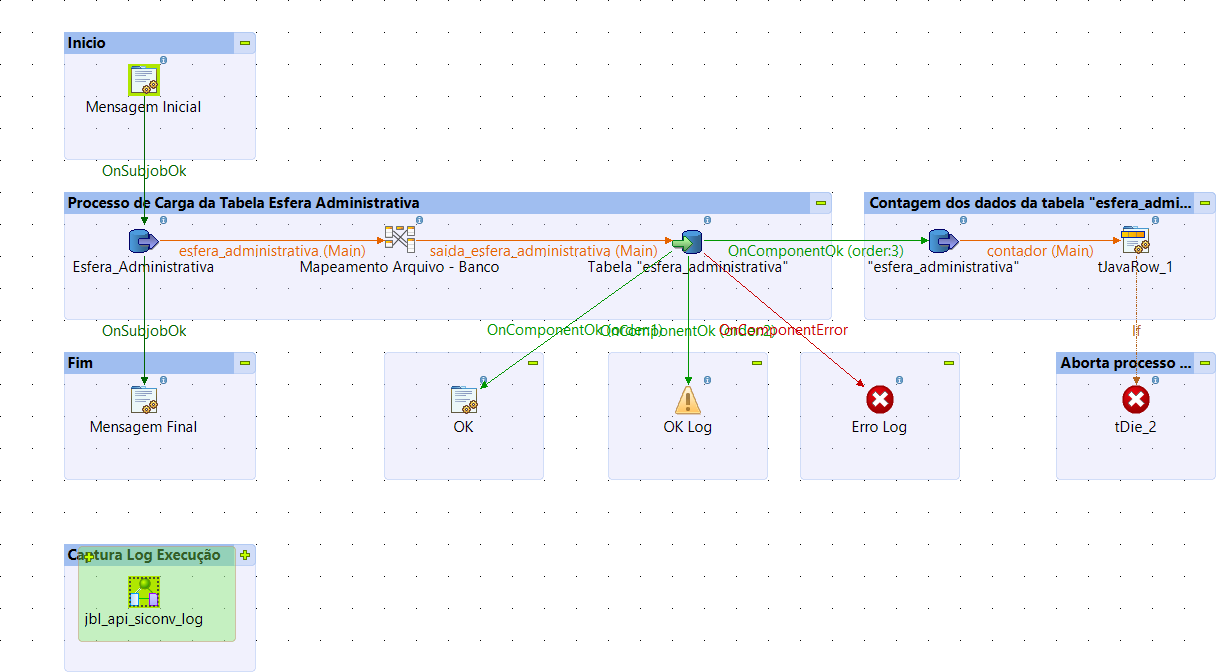 Inicio
Mensagem Inicial
OnSubjobOk
Processo de Carga da Tabela Esfera Administrativa
Contagem dos dados da tabela "esfera_admi...
esfera_administrativa (Main)
saida_esfera_administrativa (Main)
OnComponentOk (order:3)
contador (Main)
Esfera_Administrativa
Mapeamento Arquivo - Banco
Tabela "esfera_administrativa"
"esfera_administrativa"
tJavaRow_1
OnSubjobOk
OnComponentOk (order:1)
OnComponentOk (order:2)
OnComponentError
If
Fim
Aborta processo ...
Mensagem Final
OK
OK Log
Erro Log
tDie_2
Captura Log Execução
jbl_api_siconv_log